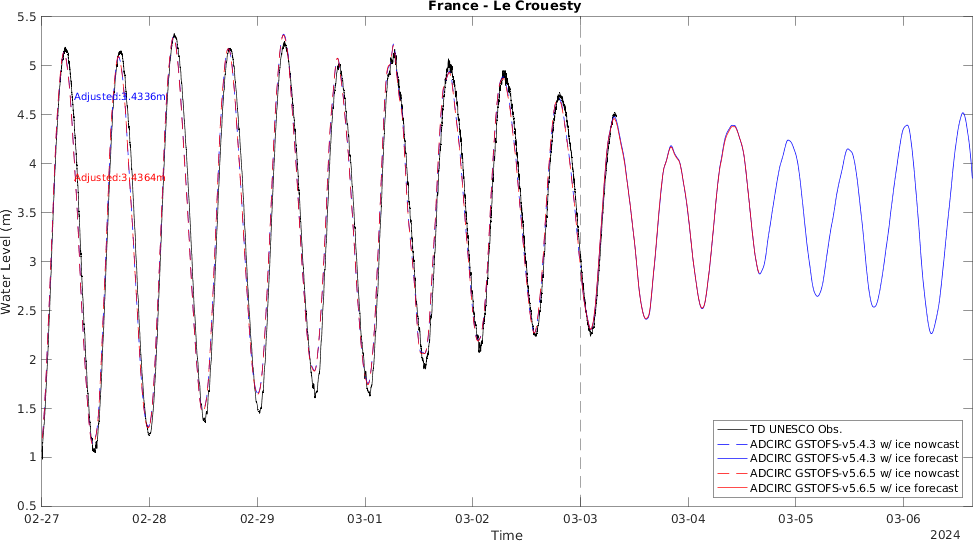 France - Le Crouesty
5.5
5
4.5
4
3.5
3
2.5
2
1.5
1
0.5
Water Level (m)
Adjusted:3.4336m
Adjusted:3.4364m
TD UNESCO Obs.
ADCIRC GSTOFS-v5.4.3 w/ ice nowcast
ADCIRC GSTOFS-v5.4.3 w/ ice forecast
ADCIRC GSTOFS-v5.6.5 w/ ice nowcast
ADCIRC GSTOFS-v5.6.5 w/ ice forecast
02-27 02-28 02-29 03-01 03-02 03-03 03-04 03-05 03-06
Time
2024